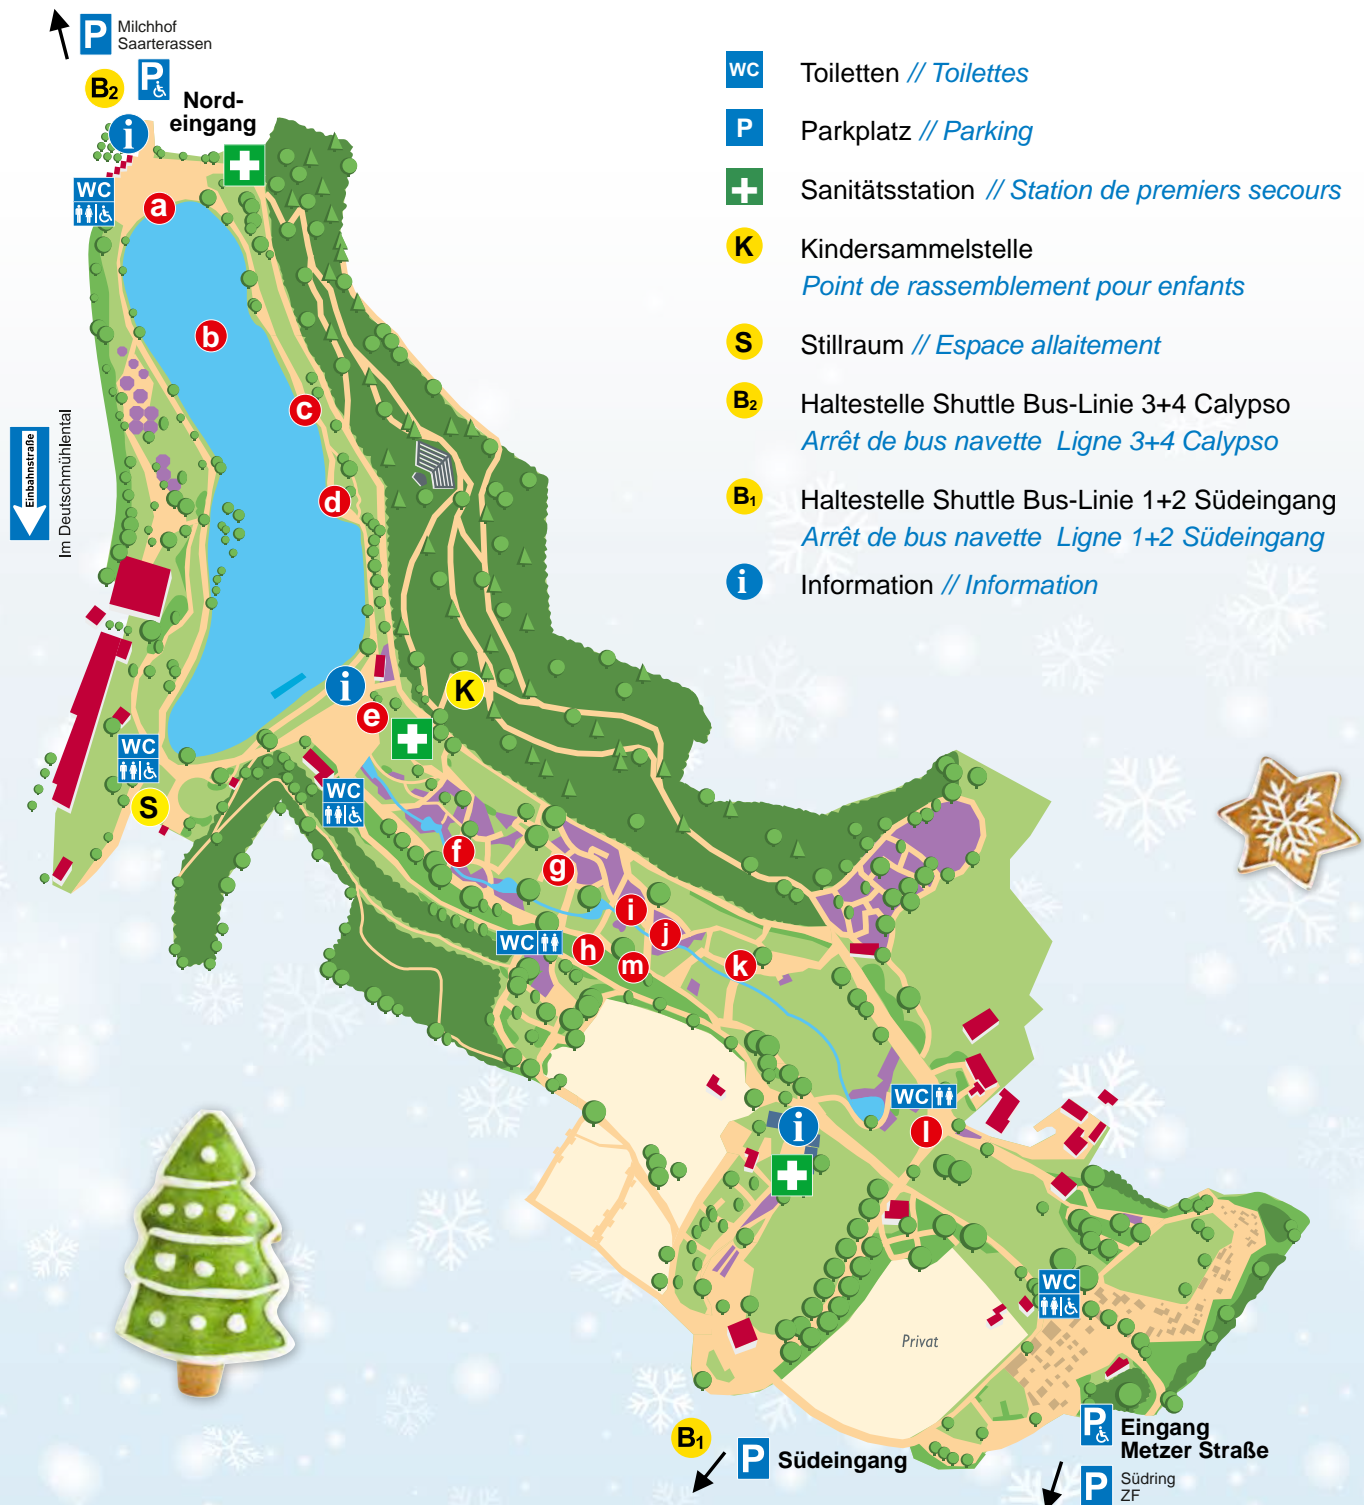 P Milchhof
Saarterassen
B2 P
Nord-
eingang
i
WC
a
b
c
d
Einbahnstraße
Im Deutschmühlental
i
K
e
WC
S
WC
f
g
i
j
WC
h
m
k
WC
l
i
WC
Privat
B1
P Südeingang
P Eingang
Metzer Straße
P Südring
ZF
WC Toiletten // Toilettes
P Parkplatz // Parking
Sanitätsstation // Station de premiers secours
K Kindersammelstelle
Point de rassemblement pour enfants
S Stillraum // Espace allaitement
B2 Haltestelle Shuttle Bus-Linie 3+4 Calypso
Arrêt de bus navette Ligne 3+4 Calypso
B1 Haltestelle Shuttle Bus-Linie 1+2 Südeingang
Arrêt de bus navette Ligne 1+2 Südeingang
i Information // Information